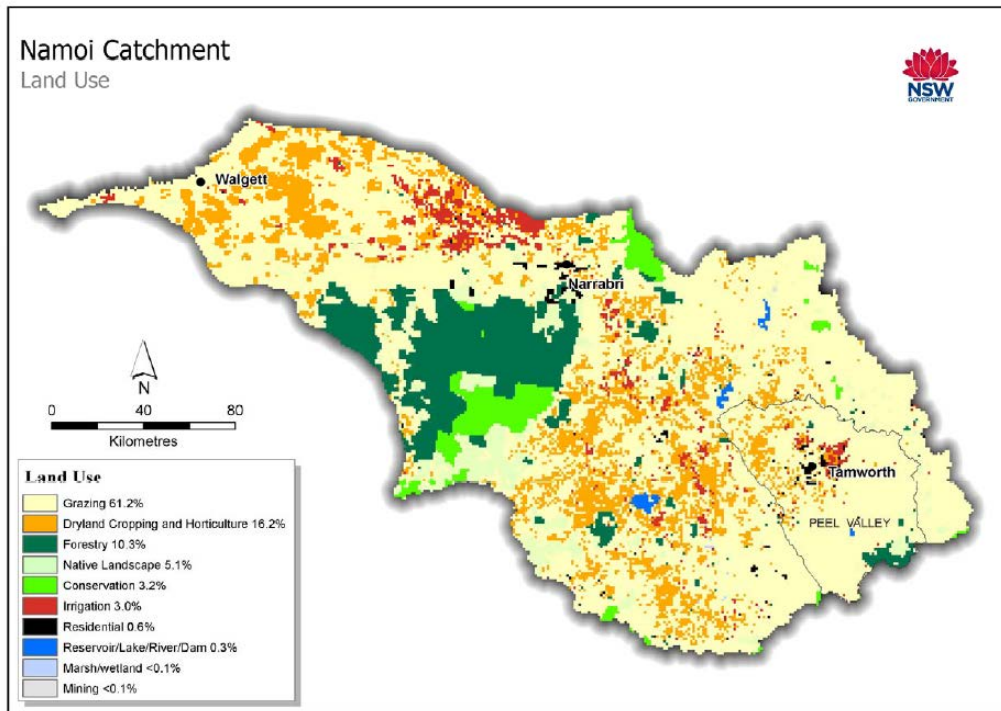 Namoi Catchment
Land Use
NSW
GOVERNMENT
Walgett
Narrabri
N
0 40 80
Kilometres
Tamworth
PEEL VALLEY
Land Use
Grazing 61.2%
Dryland Cropping and Horticulture 16.2%
Forestry 10.3%
Native Landscape 5.1%
Conservation 3.2%
Irrigation 3.0%
Residential 0.6%
Reservoir/Lake/River/Dam 0.3%
Marsh/wetland <0.1%
Mining <0.1%